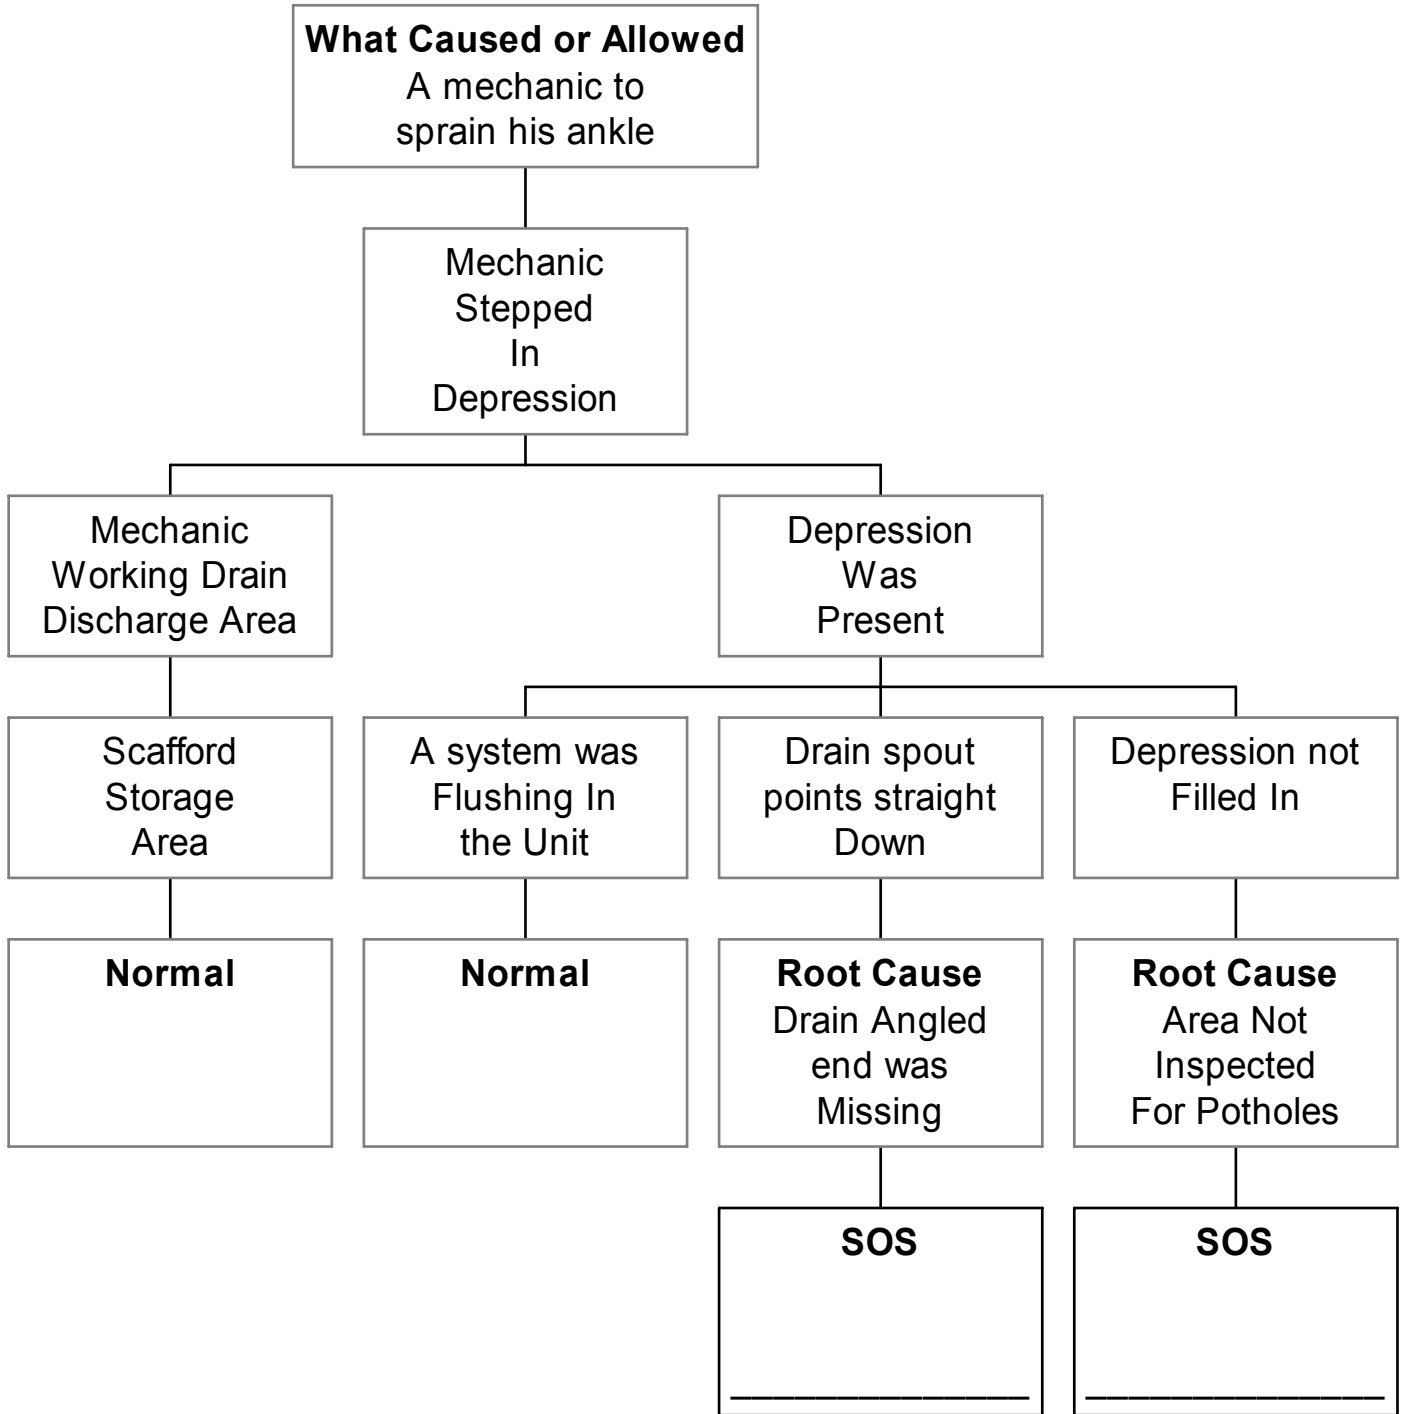 What Caused or Allowed
A mechanic to
sprain his ankle
Mechanic
Stepped
In
Depression
Mechanic
Working Drain
Discharge Area
Depression
Was
Present
Scafford
Storage
Area
A system was
Flushing In
the Unit
Drain spout
points straight
Down
Depression not
Filled In
Normal
Normal
Root Cause
Drain Angled
end was
Missing
Root Cause
Area Not
Inspected
For Potholes
SOS
SOS